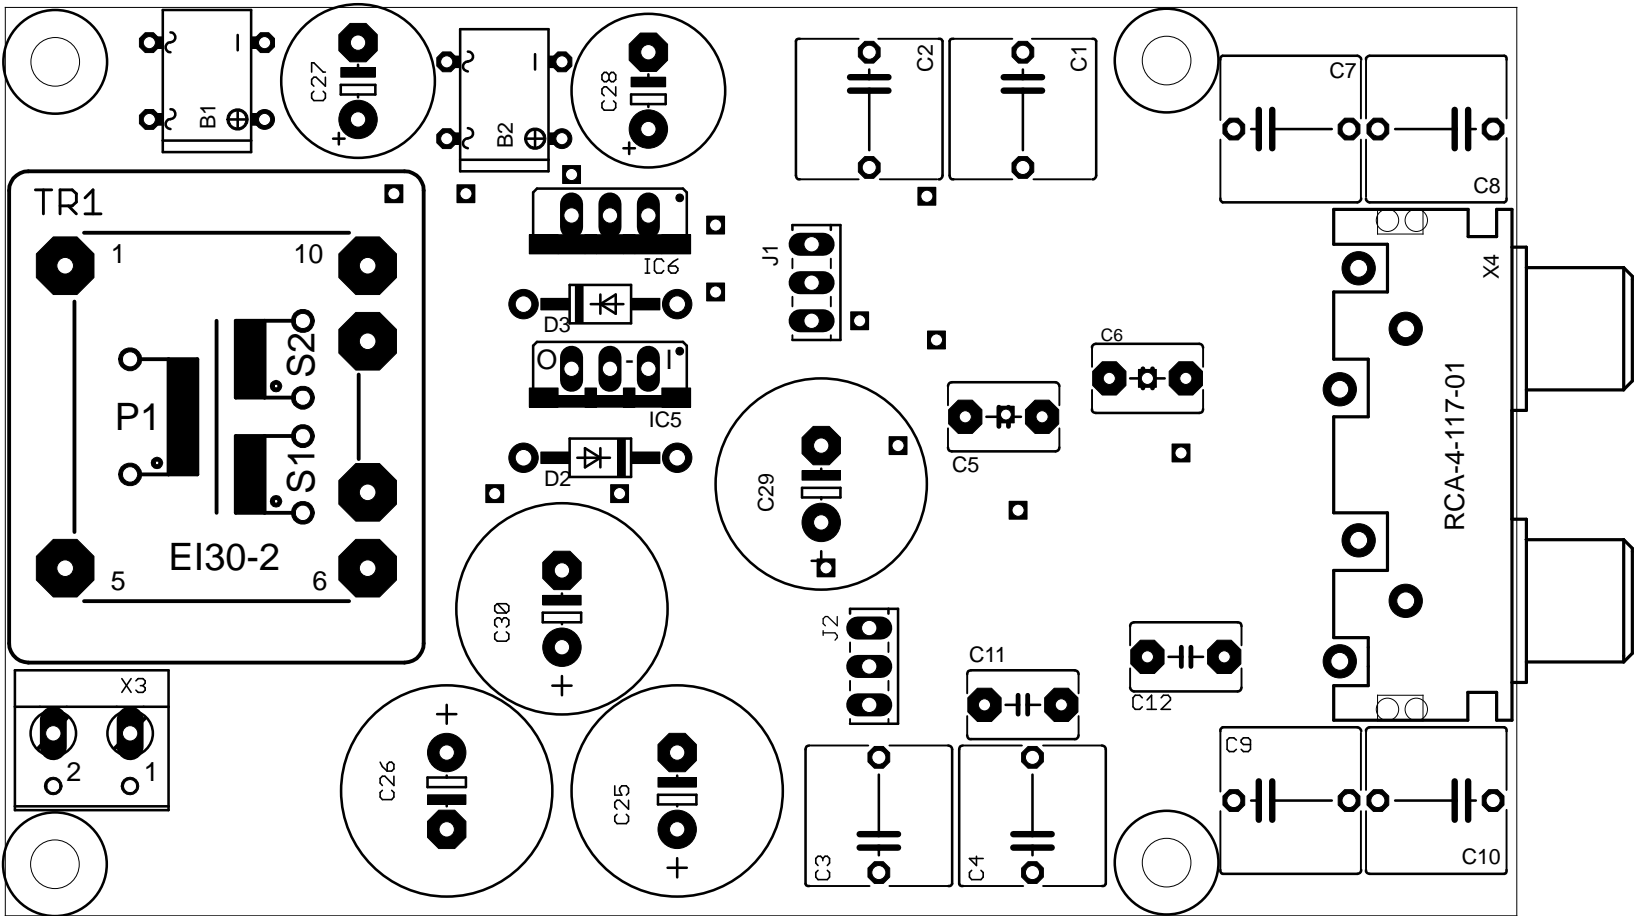 B1
C27
B2
C28
C2
C1
C7
C8
TR1
1
10
IC6
J1
X4
D3
S2
O - I
C6
P1
IC5
RCA-4-117-01
S1
D2
C29
C5
EI30-2
5
6
C30
J2
C11
C12
X3
2
1
C26
C25
C3
C4
C9
C10